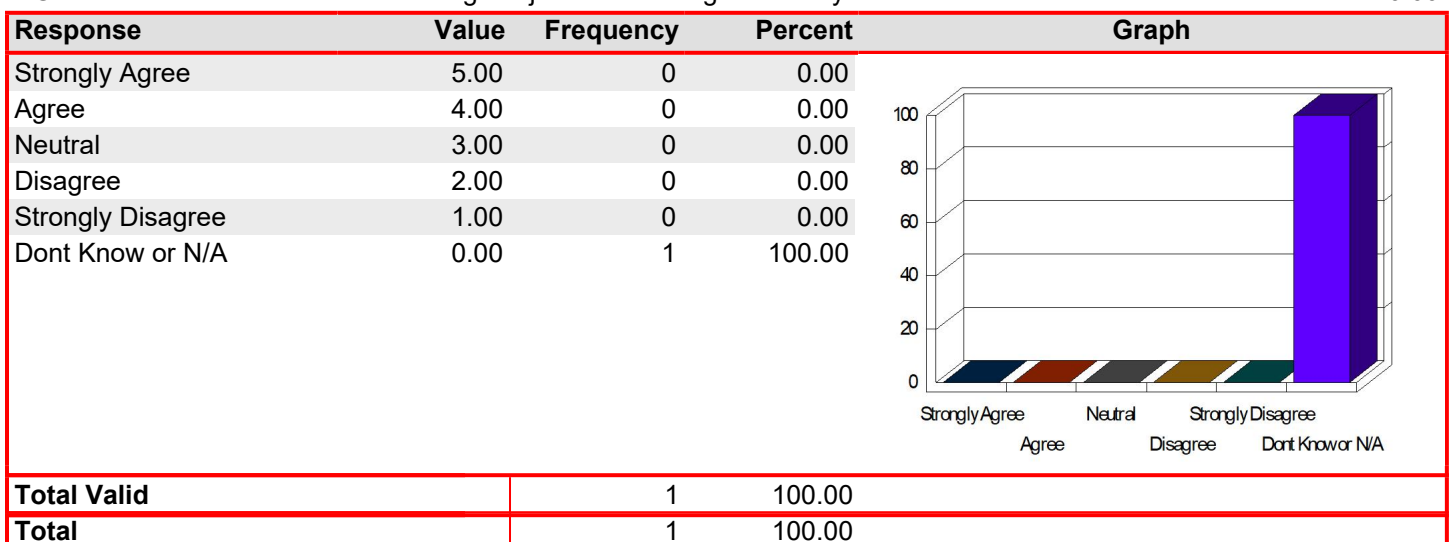 Response Value Frequency Percent Graph
Strongly Agree 5.00 0 0.00
Agree 4.00 0 0.00
Neutral 3.00 0 0.00
Disagree 2.00 0 0.00
Strongly Disagree 1.00 0 0.00
Dont Know or N/A 0.00 1 100.00
100
80
60
40
20
0
Strongly Agree Neutral Strongly Disagree
Agree Disagree Dont Know or N/A
Total Valid 1 100.00
Total 1 100.00